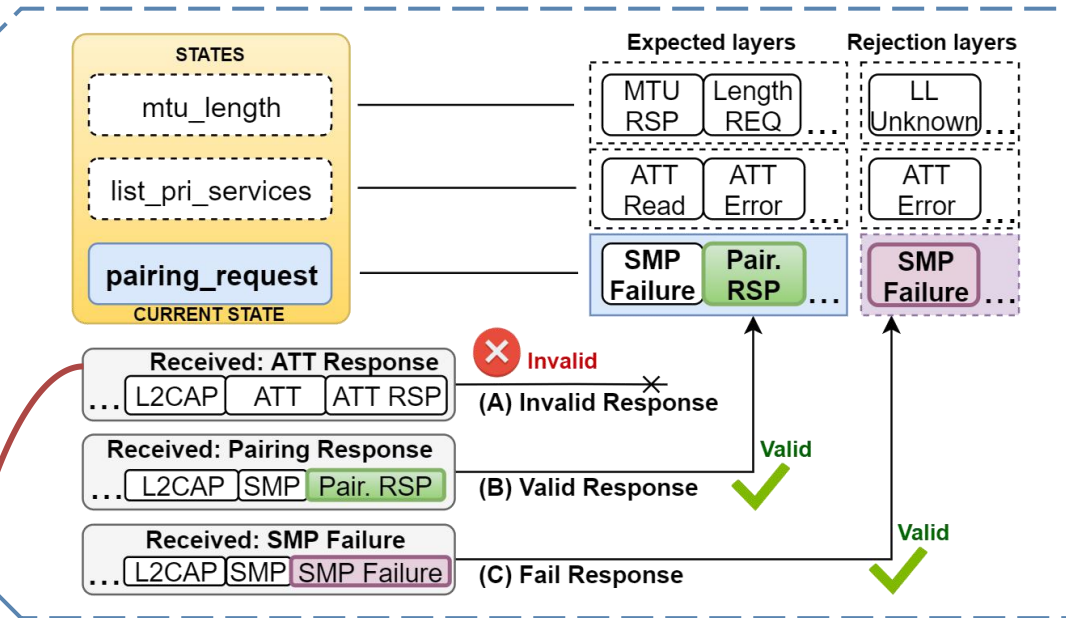 Expected layers
Rejection layers
STATES
mtu_length
list_pri_services
pairing_request
CURRENT STATE
MTU
RSP
Length
REQ
...
LL
Unknown
...
ATT
Read
ATT
Error
...
ATT
Error
...
SMP
Failure
Pair.
RSP
...
SMP
Failure
...
Received: ATT Response
... L2CAP ATT ATT RSP
Invalid
(A) Invalid Response
Received: Pairing Response
... L2CAP SMP Pair. RSP
Valid
(B) Valid Response
Received: SMP Failure
... L2CAP SMP SMP Failure
Valid
(C) Fail Response